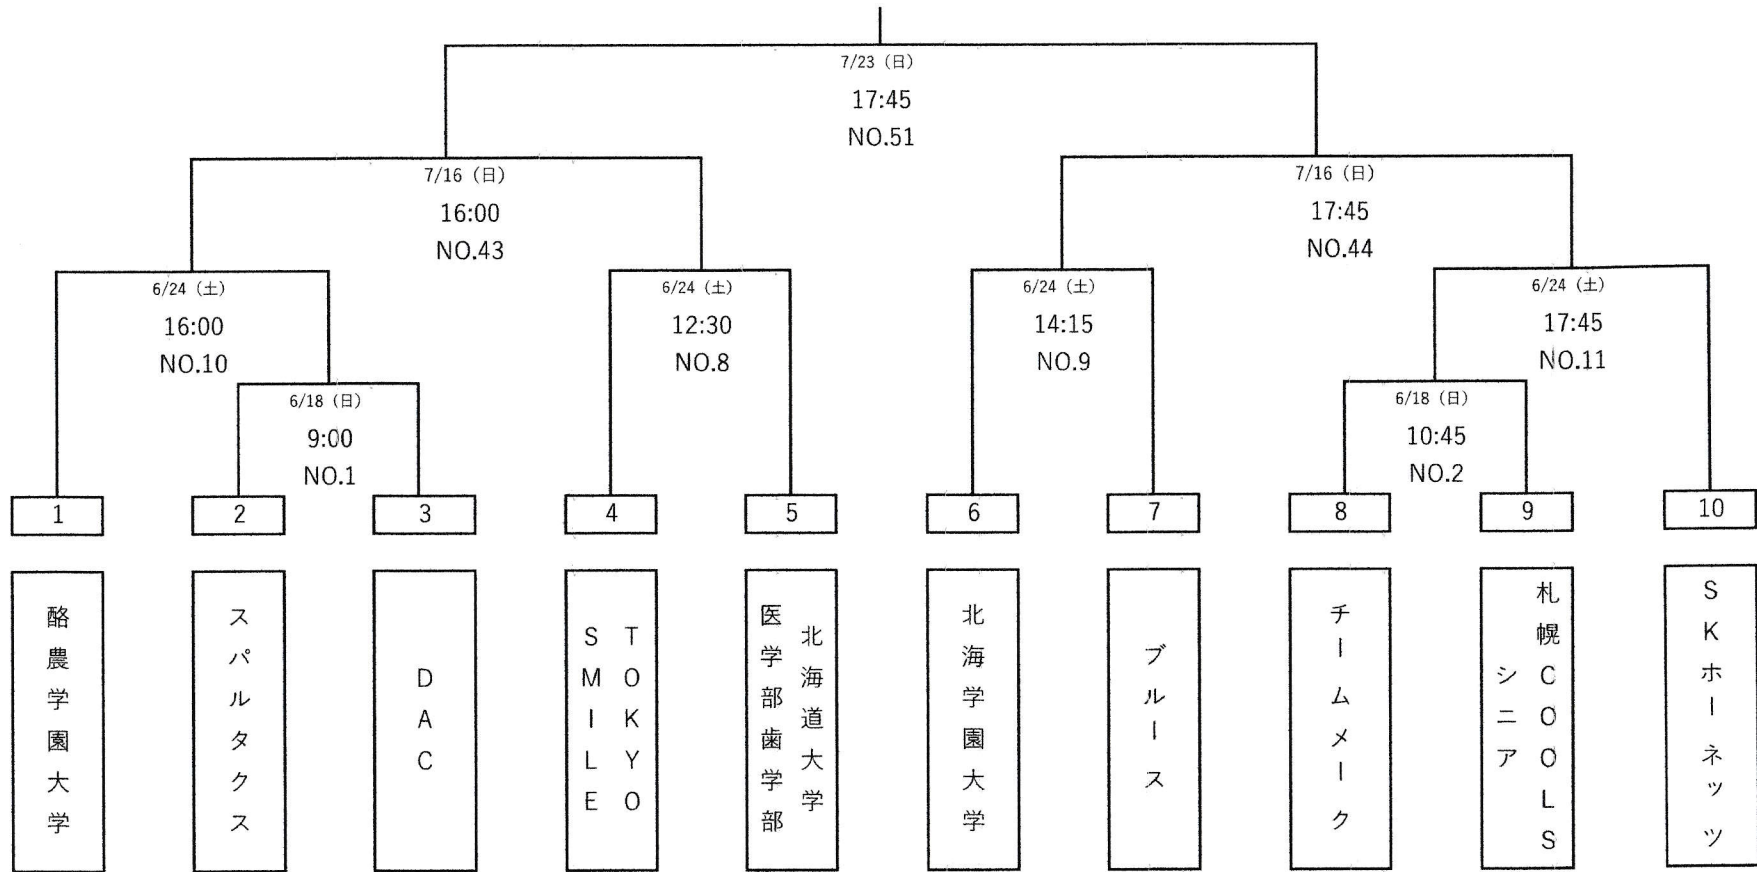 7/23（日）
17:45
NO.51
7/16（日）
16:00
NO.43
7/16（日）
17:45
NO.44
6/24（土）
16:00
NO.10
6/24（土）
12:30
NO.8
6/24（土）
14:15
NO.9
6/24（土）
17:45
NO.11
6/18（日）
9:00
NO.1
6/18（日）
10:45
NO.2
1
2
3
4
5
6
7
8
9
10
酪農学園大学
スパルタクス
DAC
TOKYO
SMILE
北海道大学
医学部歯学部
北海学園大学
ブルース
チームメーク
札幌COOLS
シニア
SKホーネッツ